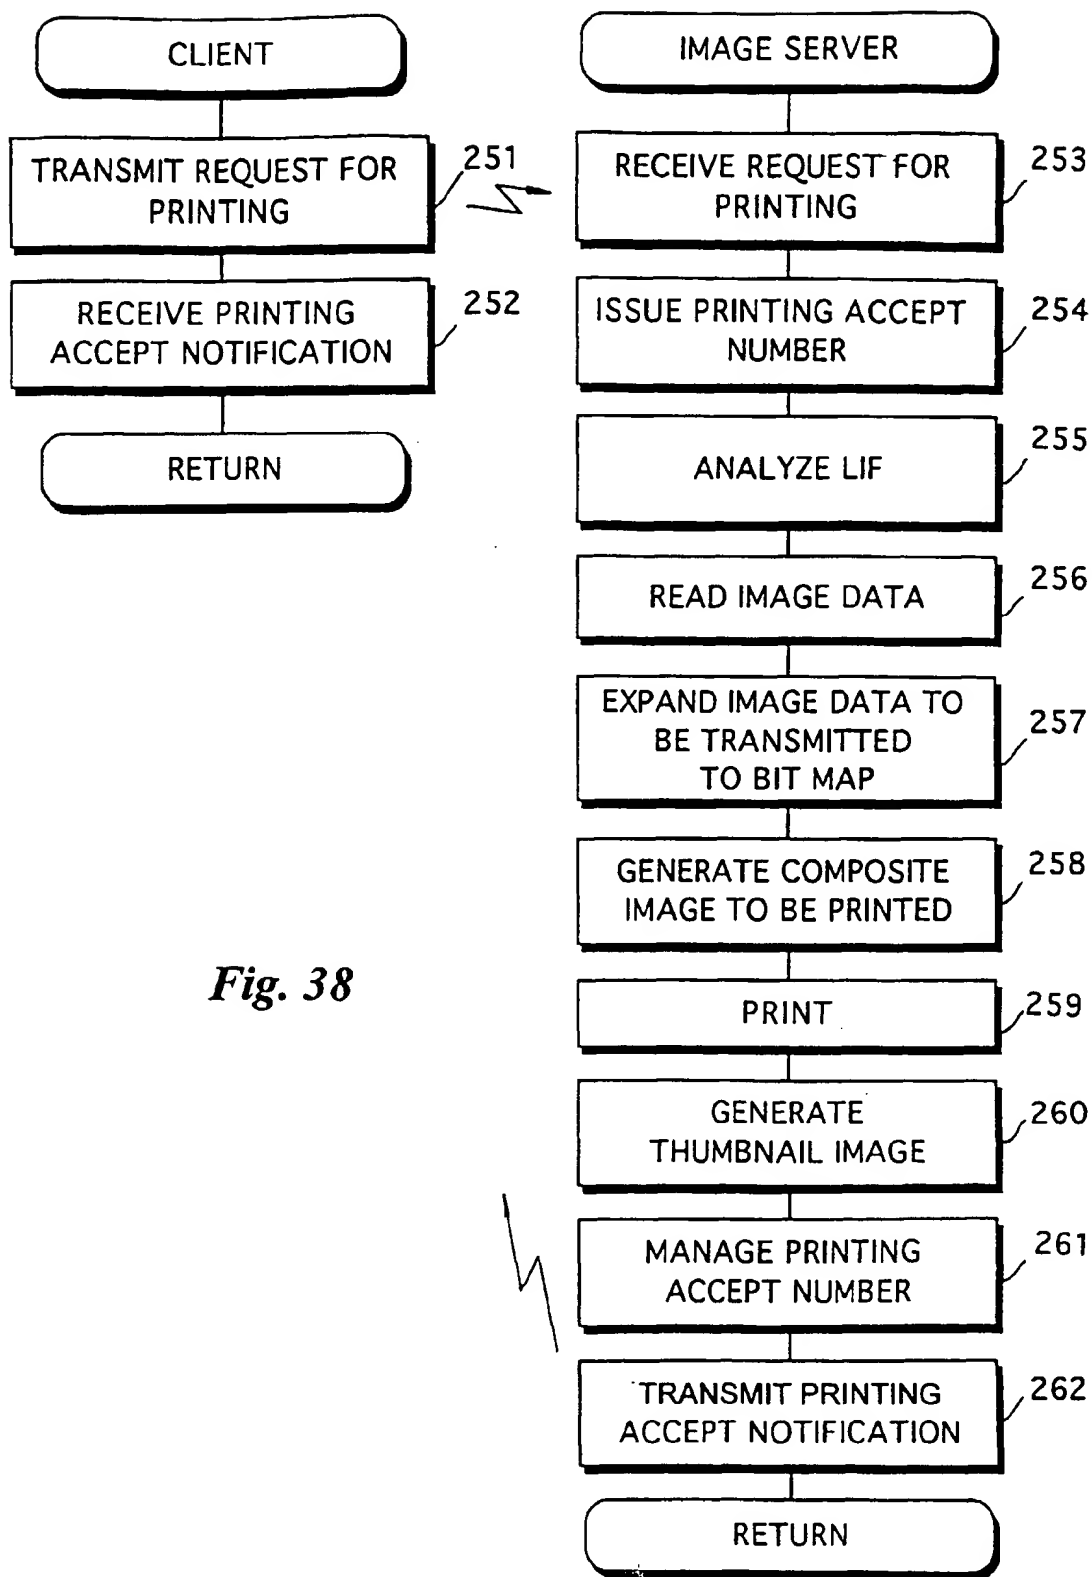 CLIENT
TRANSMIT REQUEST FOR
PRINTING
251
RECEIVE PRINTING
ACCEPT NOTIFICATION
252
RETURN
IMAGE SERVER
RECEIVE REQUEST FOR
PRINTING
253
ISSUE PRINTING ACCEPT
NUMBER
254
ANALYZE LIF
255
READ IMAGE DATA
256
EXPAND IMAGE DATA TO
BE TRANSMITTED
TO BIT MAP
257
GENERATE COMPOSITE
IMAGE TO BE PRINTED
258
PRINT
259
GENERATE
THUMBNAIL IMAGE
260
MANAGE PRINTING
ACCEPT NUMBER
261
TRANSMIT PRINTING
ACCEPT NOTIFICATION
262
RETURN
Fig. 38